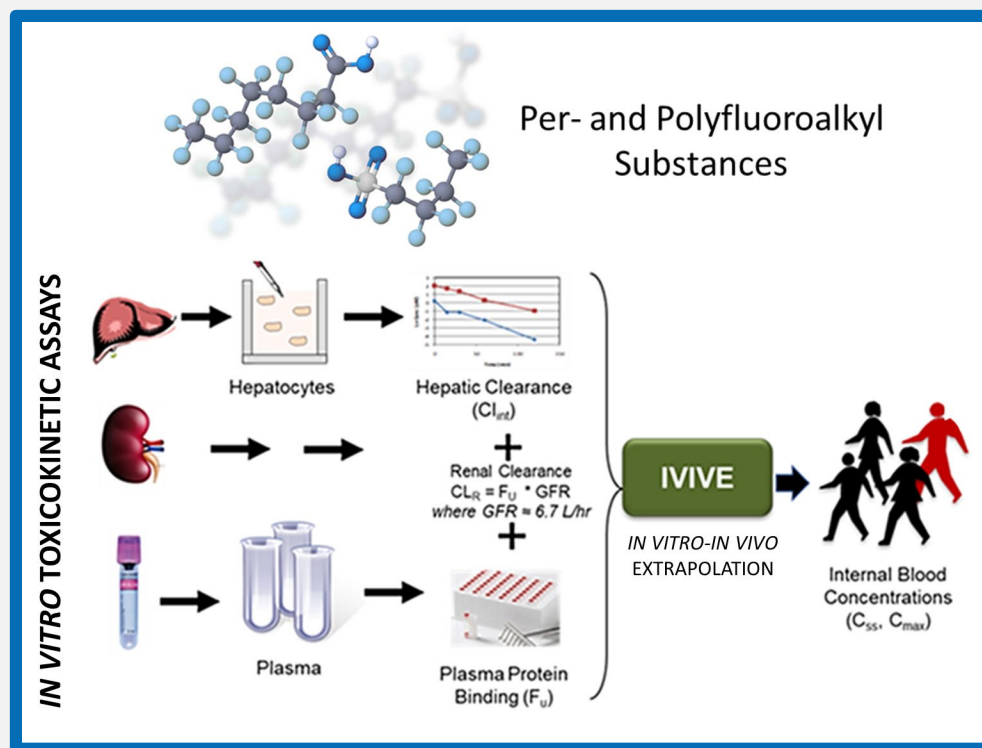 Per- and Polyfluoroalkyl
Substances
IN VITRO TOXICOKINETIC ASSAYS
Hepatocytes
Hepatic Clearance
(Cl_int)
+
Renal Clearance
CL_R = F_U * GFR
where GFR ≈ 6.7 L/hr
+
Plasma
Plasma Protein
Binding (F_u)
IVIVE
IN VITRO-IN VIVO
EXTRAPOLATION
Internal Blood
Concentrations
(C_ss, C_max)